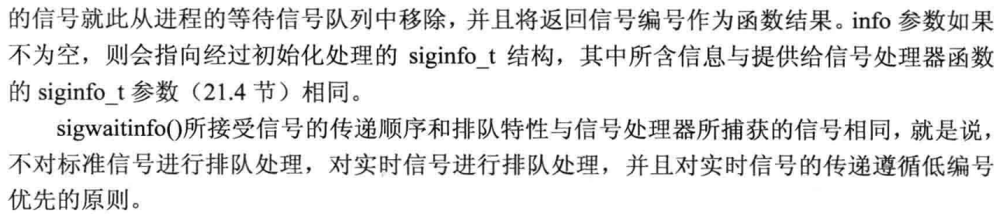 的信号就此从进程的等待信号队列中移除，并且将返回信号编号作为函数结果。info 参数如果
不为空，则会指向经过初始化处理的 siginfo_t 结构，其中所含信息与提供给信号处理器函数
的 siginfo_t 参数（21.4 节）相同。
sigwaitinfo()所接受信号的传递顺序和排队特性与信号处理器所捕获的信号相同，就是说，
不对标准信号进行排队处理，对实时信号进行排队处理，并且对实时信号的传递遵循低编号
优先的原则。